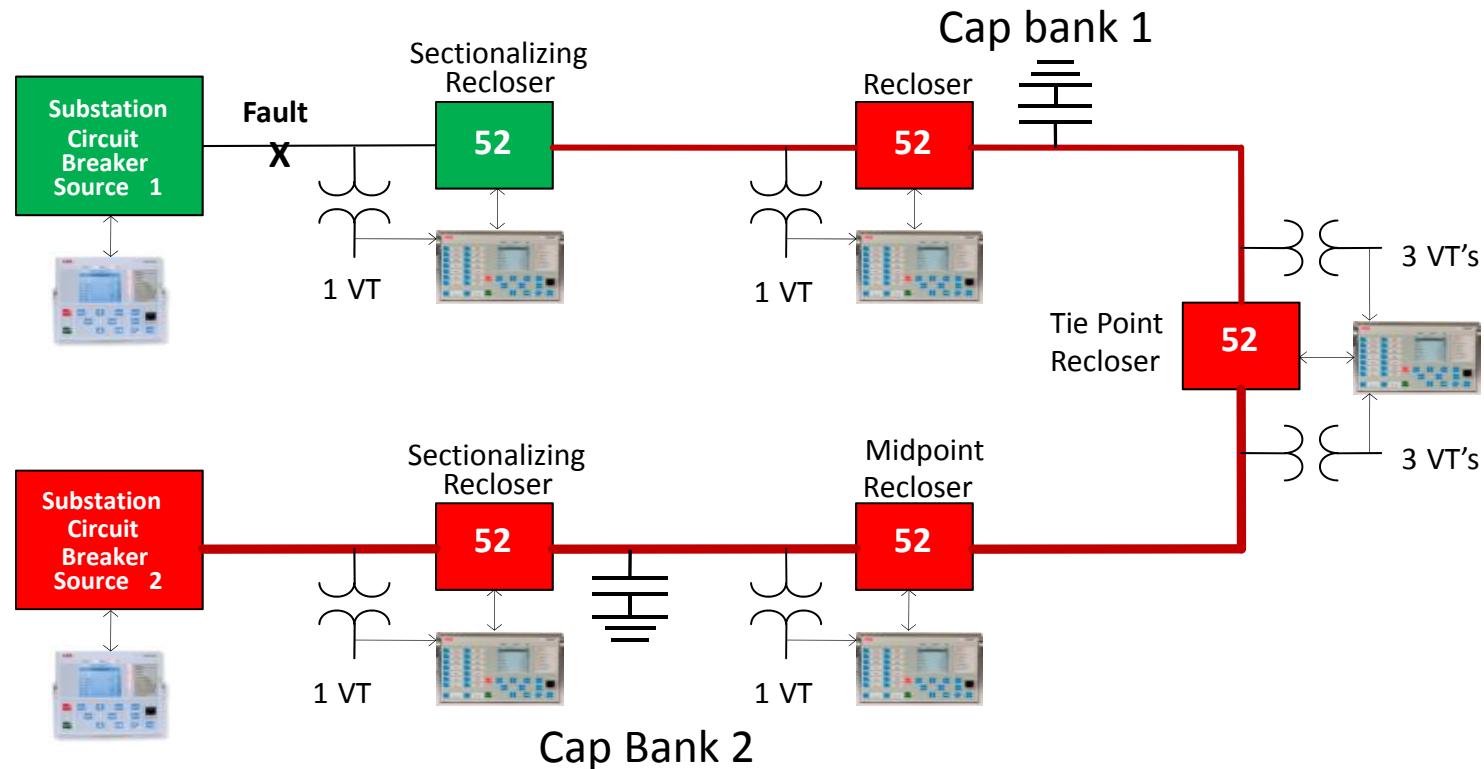 Cap bank 1
Sectionalizing
Recloser
Recloser
Substation
Circuit
Breaker
Source 1
Fault
X
52
52
1 VT
1 VT
3 VT's
Tie Point
Recloser
52
3 VT's
Sectionalizing
Recloser
Midpoint
Recloser
Substation
Circuit
Breaker
Source 2
52
52
1 VT
1 VT
Cap Bank 2